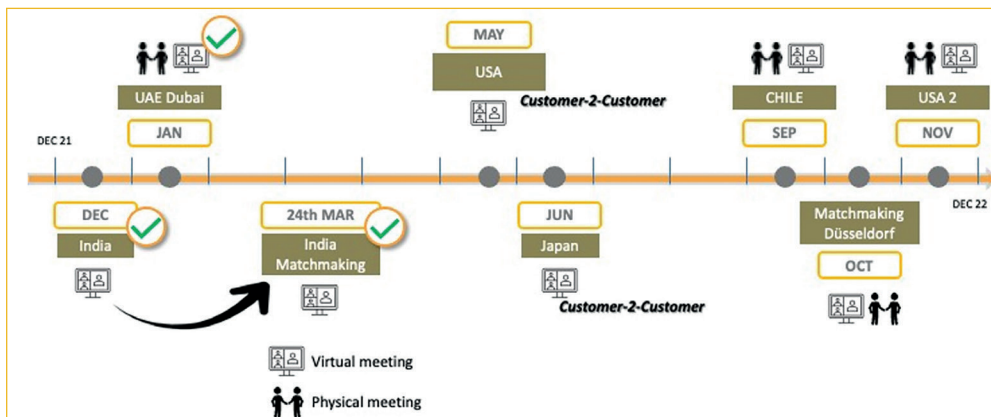 MAY
USA
Customer-2-Customer
UAE Dubai
JAN
CHILE
SEP
USA 2
NOV
DEC 21
DEC 22
DEC
India
24th MAR
India
Matchmaking
JUN
Japan
Customer-2-Customer
Matchmaking
Düsseldorf
OCT
Virtual meeting
Physical meeting